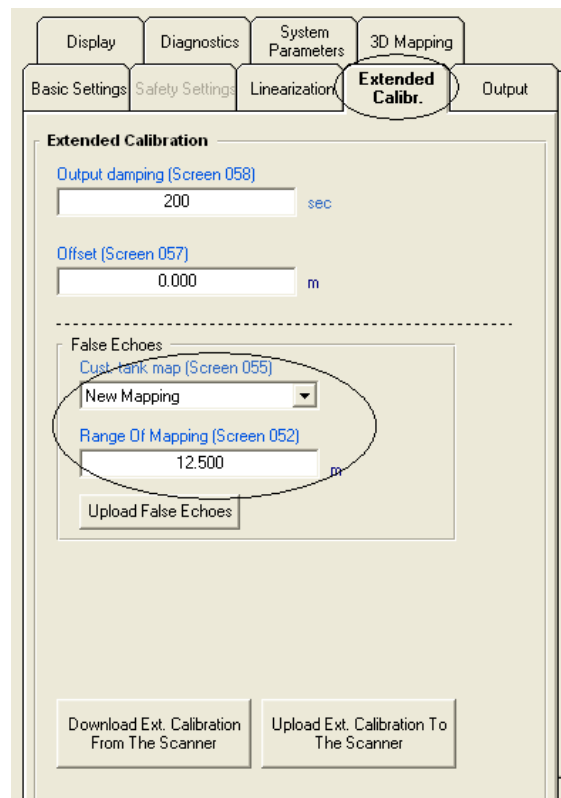 Display
Diagnostics
System
Parameters
3D Mapping
Basic Settings
Safety Settings
Linearization
Extended
Calibr.
Output
Extended Calibration
Output damping (Screen 058)
200 sec
Offset (Screen 057)
0.000 m
False Echoes
Cust. tank map (Screen 055)
New Mapping
Range Of Mapping (Screen 052)
12.500 m
Upload False Echoes
Download Ext. Calibration
From The Scanner
Upload Ext. Calibration To
The Scanner